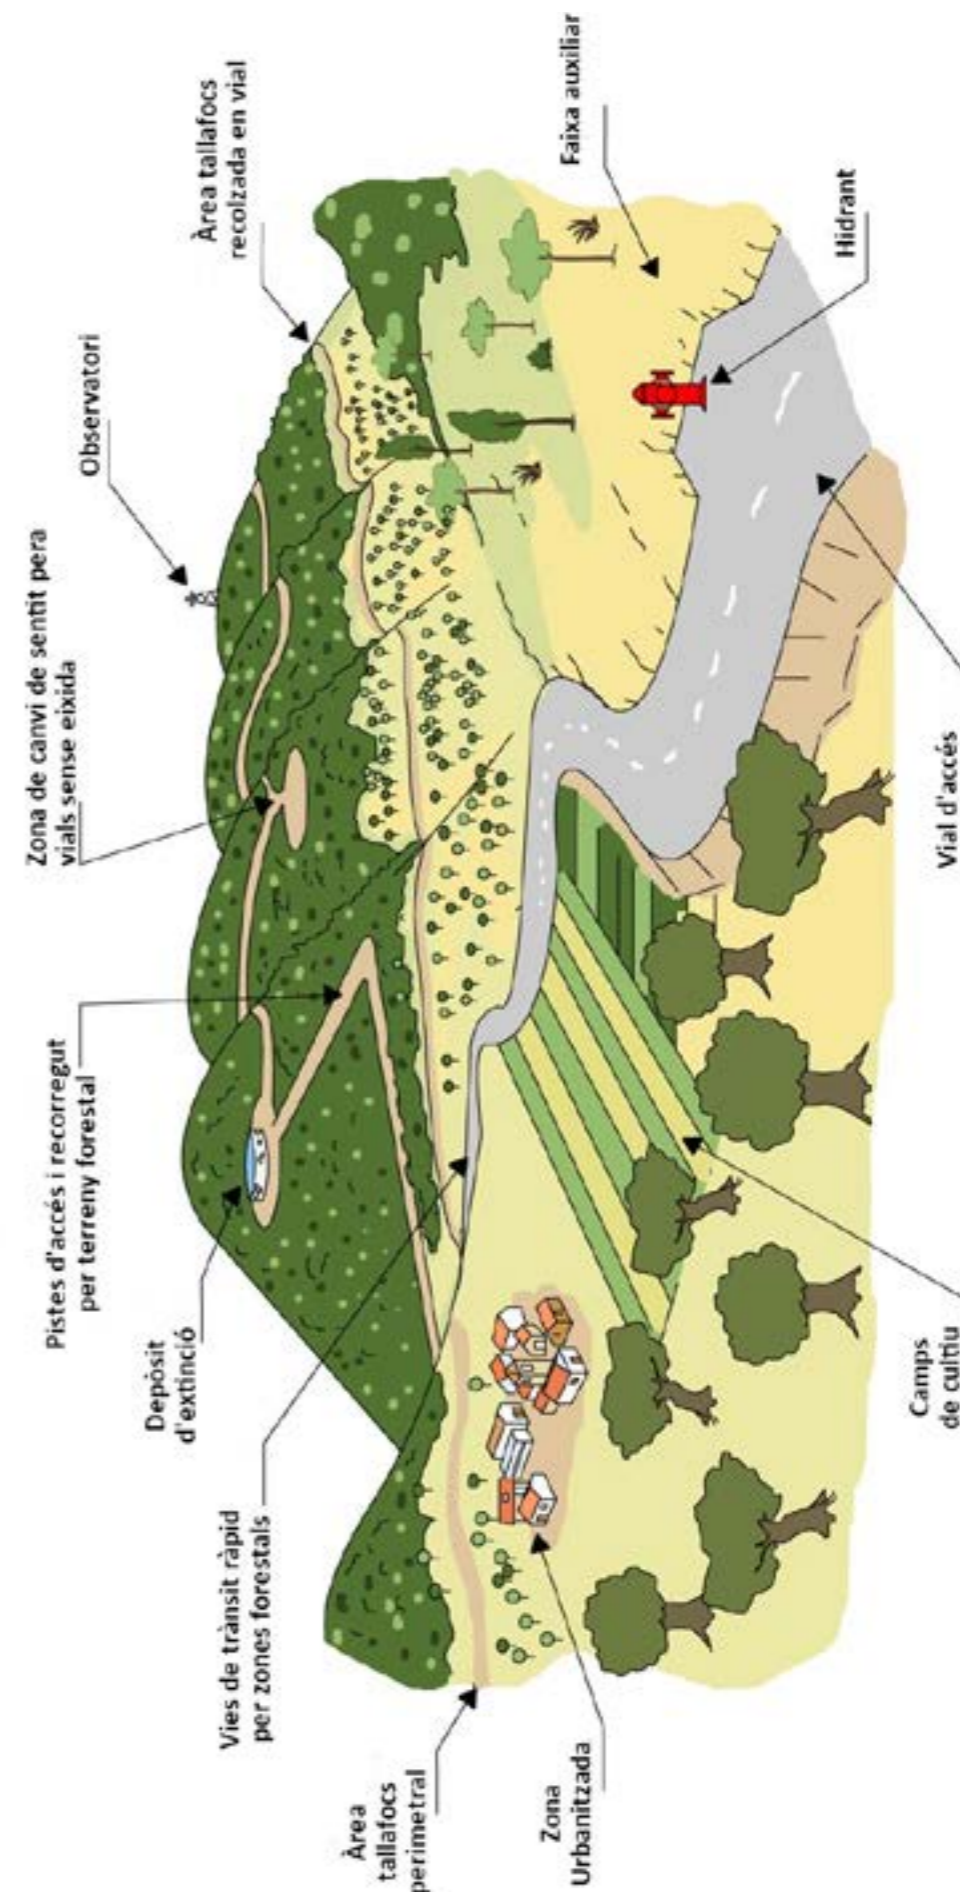 Àrea
tallafocs
perimetral
Zona
Urbanitzada
Vies de trànsit ràpid
per zones forestals
Depòsit
d'extinció
Pistes d'accés i recorregut
per terreny forestal
Zona de canvi de sentit pera
vials sense eixida
Observatori
Àrea tallafocs
recolzada en vial
Faixa auxiliar
Hidrant
Vial d'accés
Camps
de cultiu